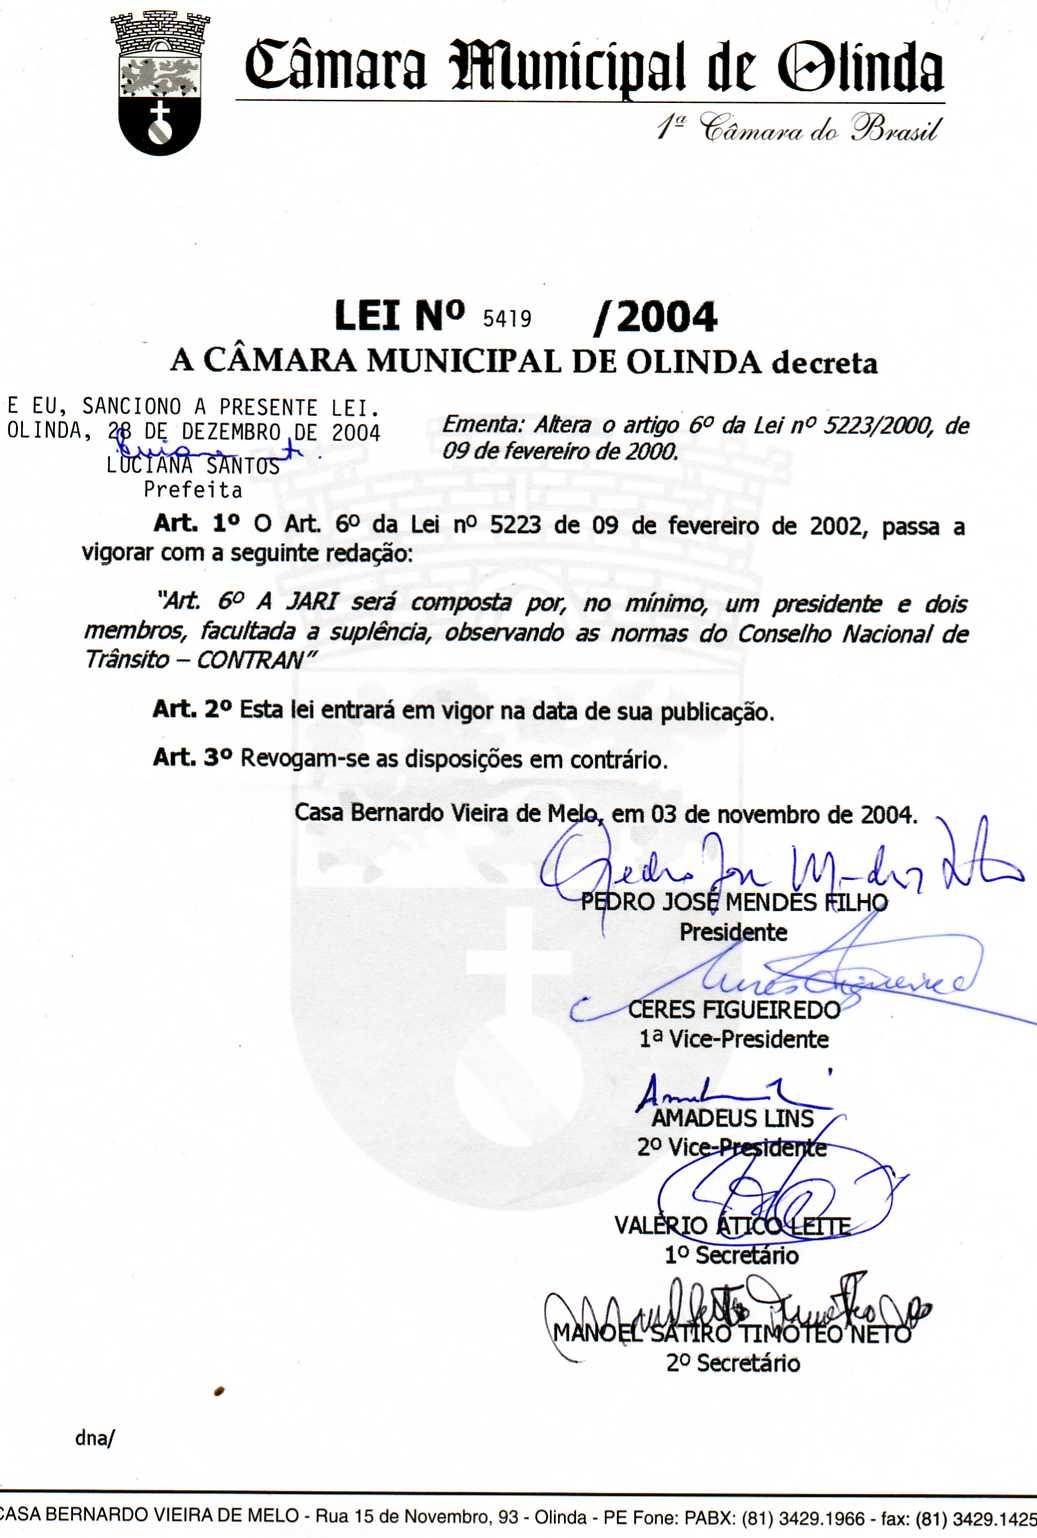 Câmara Municipal de Olinda
1ª Câmara do Brasil
LEI Nº 5419 /2004
A CÂMARA MUNICIPAL DE OLINDA decreta
E EU, SANCIONO A PRESENTE LEI.
OLINDA, 28 DE DEZEMBRO DE 2004
LUCIANA SANTOS
Prefeita
Ementa: Altera o artigo 6º da Lei nº 5223/2000, de
09 de fevereiro de 2000.
Art. 1º O Art. 6º da Lei nº 5223 de 09 de fevereiro de 2002, passa a
vigorar com a seguinte redação:
"Art. 6º A JARI será composta por, no mínimo, um presidente e dois
membros, facultada a suplência, observando as normas do Conselho Nacional de
Trânsito – CONTRAN"
Art. 2º Esta lei entrará em vigor na data de sua publicação.
Art. 3º Revogam-se as disposições em contrário.
Casa Bernardo Vieira de Melo, em 03 de novembro de 2004.
PEDRO JOSÉ MENDES FILHO
Presidente
CERES FIGUEIREDO
1ª Vice-Presidente
AMADEUS LINS
2º Vice-Presidente
VALÉRIO ÁTICO LEITE
1º Secretário
MANOEL SÁTIRO TIMÓTEO NETO
2º Secretário
dna/
CASA BERNARDO VIEIRA DE MELO - Rua 15 de Novembro, 93 - Olinda - PE Fone: PABX: (81) 3429.1966 - fax: (81) 3429.1425